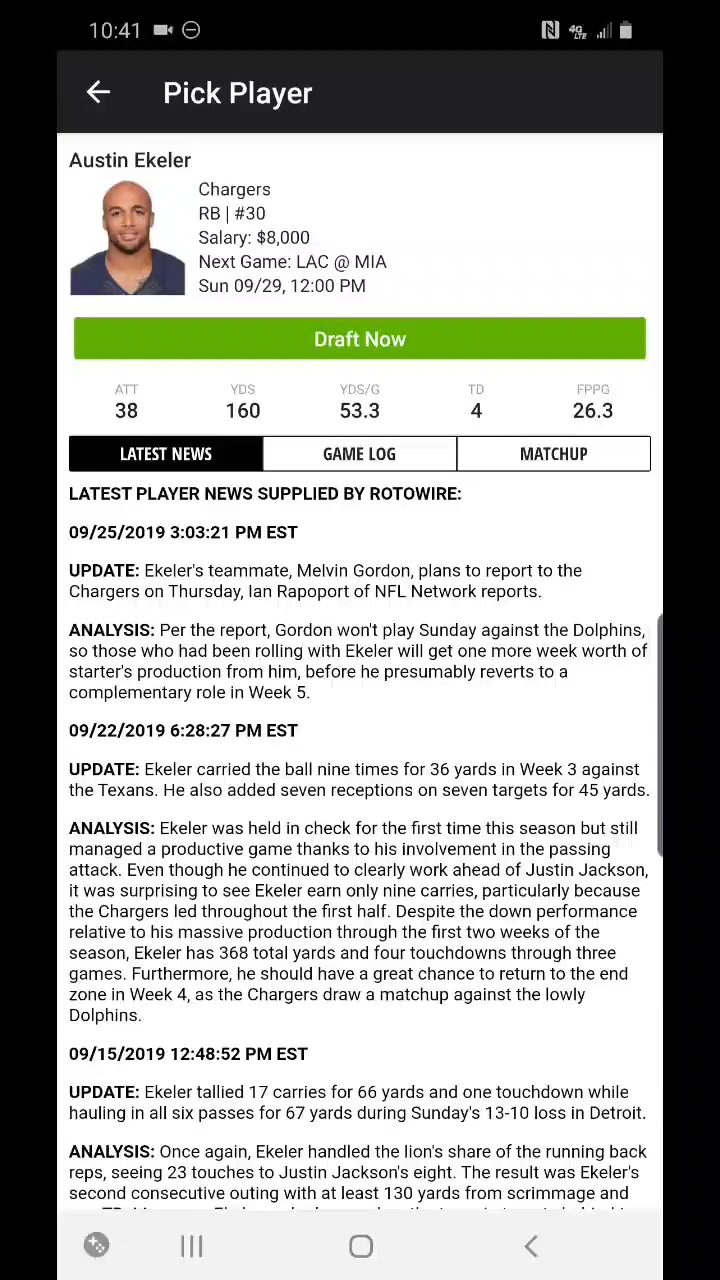 10:41
4G LTE
Pick Player
Austin Ekeler
Chargers
RB | #30
Salary: $8,000
Next Game: LAC @ MIA
Sun 09/29, 12:00 PM
Draft Now
ATT YDS YDS/G TD FPPG
38 160 53.3 4 26.3
LATEST NEWS GAME LOG MATCHUP
LATEST PLAYER NEWS SUPPLIED BY ROTOWIRE:
09/25/2019 3:03:21 PM EST
UPDATE: Ekeler's teammate, Melvin Gordon, plans to report to the
Chargers on Thursday, Ian Rapoport of NFL Network reports.
ANALYSIS: Per the report, Gordon won't play Sunday against the Dolphins,
so those who had been rolling with Ekeler will get one more week worth of
starter's production from him, before he presumably reverts to a
complementary role in Week 5.
09/22/2019 6:28:27 PM EST
UPDATE: Ekeler carried the ball nine times for 36 yards in Week 3 against
the Texans. He also added seven receptions on seven targets for 45 yards.
ANALYSIS: Ekeler was held in check for the first time this season but still
managed a productive game thanks to his involvement in the passing
attack. Even though he continued to clearly work ahead of Justin Jackson,
it was surprising to see Ekeler earn only nine carries, particularly because
the Chargers led throughout the first half. Despite the down performance
relative to his massive production through the first two weeks of the
season, Ekeler has 368 total yards and four touchdowns through three
games. Furthermore, he should have a great chance to return to the end
zone in Week 4, as the Chargers draw a matchup against the lowly
Dolphins.
09/15/2019 12:48:52 PM EST
UPDATE: Ekeler tallied 17 carries for 66 yards and one touchdown while
hauling in all six passes for 67 yards during Sunday's 13-10 loss in Detroit.
ANALYSIS: Once again, Ekeler handled the lion's share of the running back
reps, seeing 23 touches to Justin Jackson's eight. The result was Ekeler's
second consecutive outing with at least 130 yards from scrimmage and